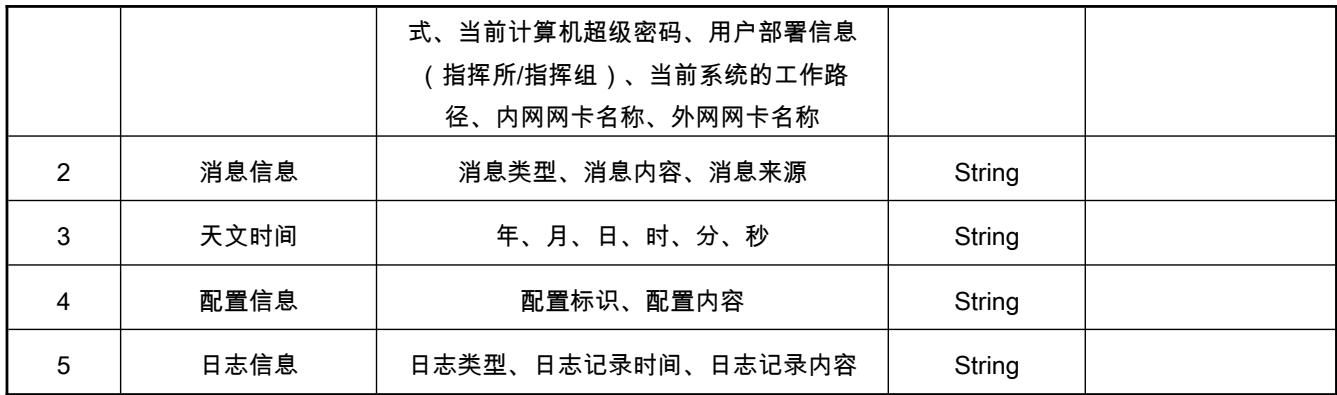 式、当前计算机超级密码、用户部署信息
（指挥所/指挥组）、当前系统的工作路
径、内网网卡名称、外网网卡名称
2 消息信息 消息类型、消息内容、消息来源 String
3 天文时间 年、月、日、时、分、秒 String
4 配置信息 配置标识、配置内容 String
5 日志信息 日志类型、日志记录时间、日志记录内容 String